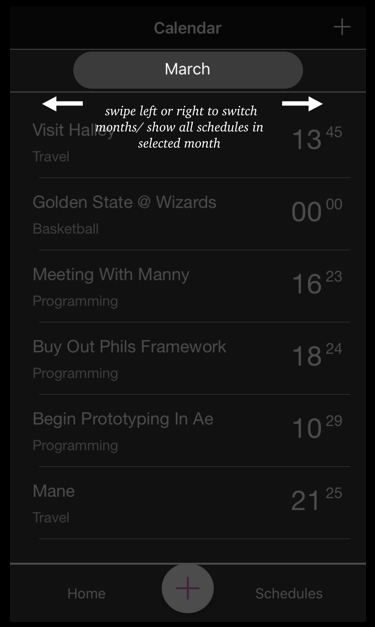 Calendar
March
swipe left or right to switch
months/ show all schedules in
selected month
Visit Halley
13 45
Travel
Golden State @ Wizards
00 00
Basketball
Meeting With Manny
16 23
Programming
Buy Out Phils Framework
18 24
Programming
Begin Prototyping In Ae
10 29
Programming
Mane
21 25
Travel
Home
Schedules